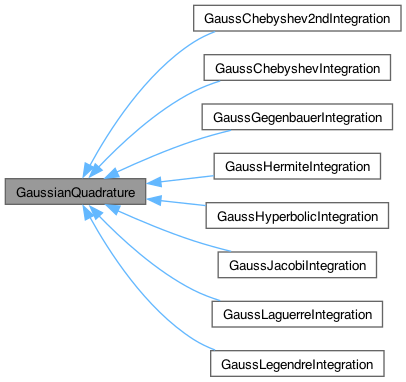 GaussChebyshev2ndIntegration
GaussChebyshevIntegration
GaussGegenbauerIntegration
GaussHermiteIntegration
GaussianQuadrature
GaussHyperbolicIntegration
GaussJacobiIntegration
GaussLaguerreIntegration
GaussLegendreIntegration